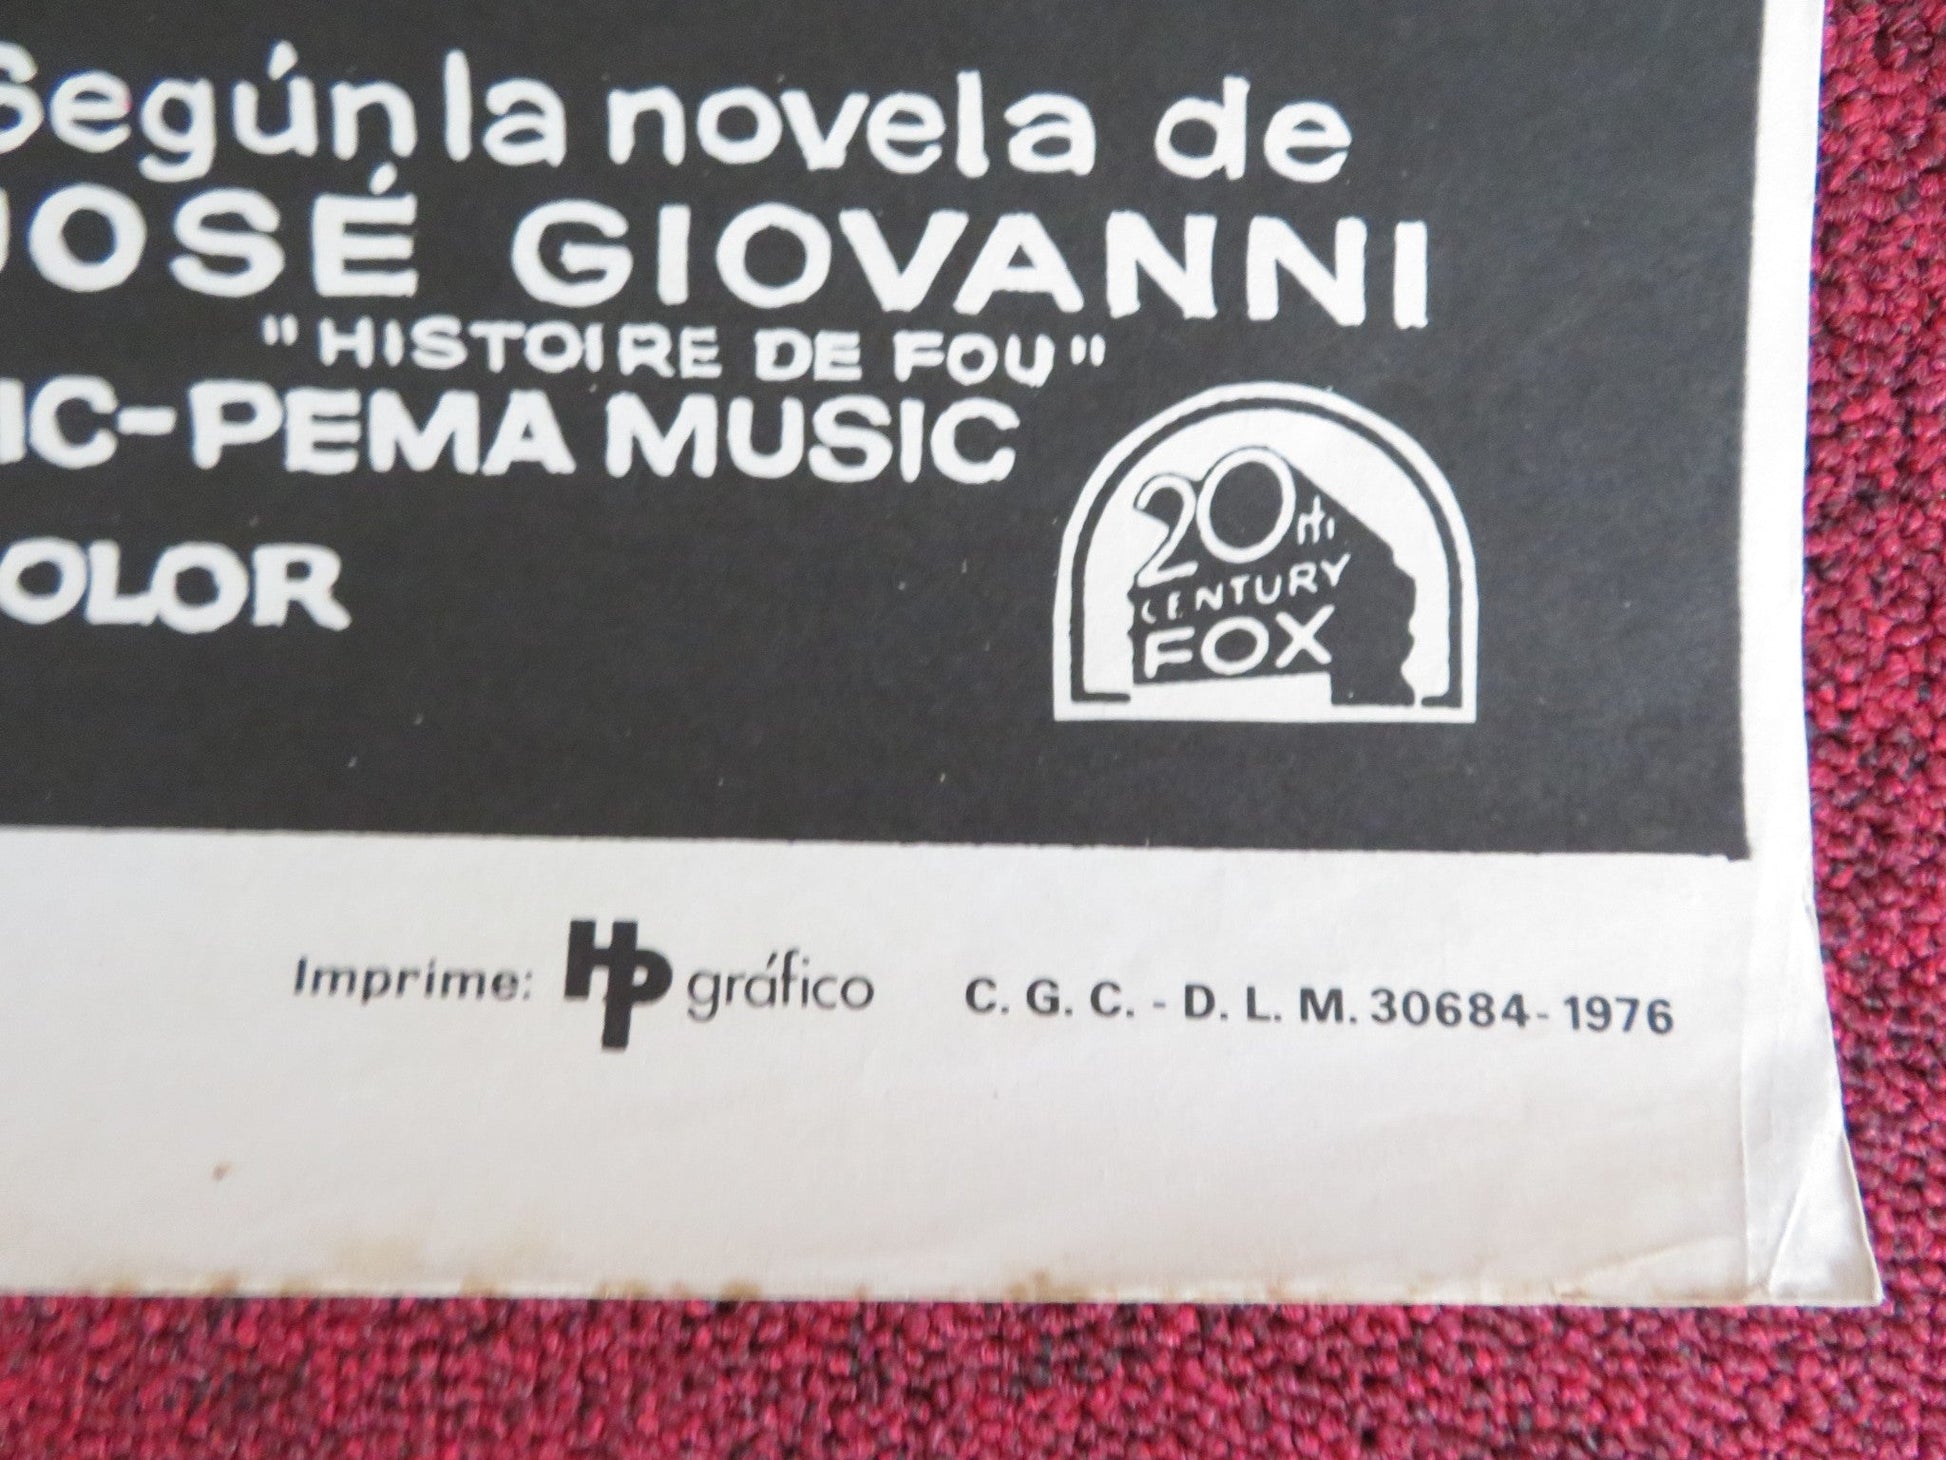 Según la novela de
JOSÉ GIOVANNI
"HISTOIRE DE FOU"
IC-PEMA MUSIC
OLOR
20th
CENTURY
FOX
Imprime: HP gráfico C. G. C. - D. L. M. 30684-1976